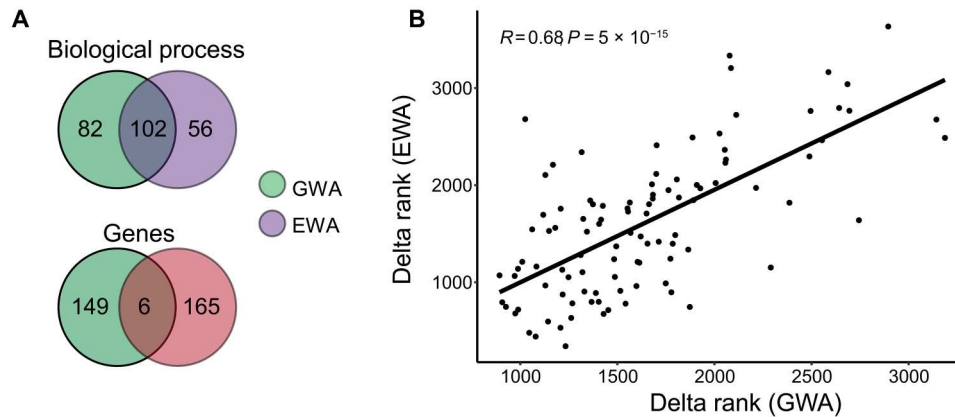 A
Biological process
82 102 56
GWA
EWA
Genes
149 6 165
B
R=0.68, P = 5 × 10⁻¹⁵
Delta rank (EWA)
3000
2000
1000
1000 1500 2000 2500 3000
Delta rank (GWA)